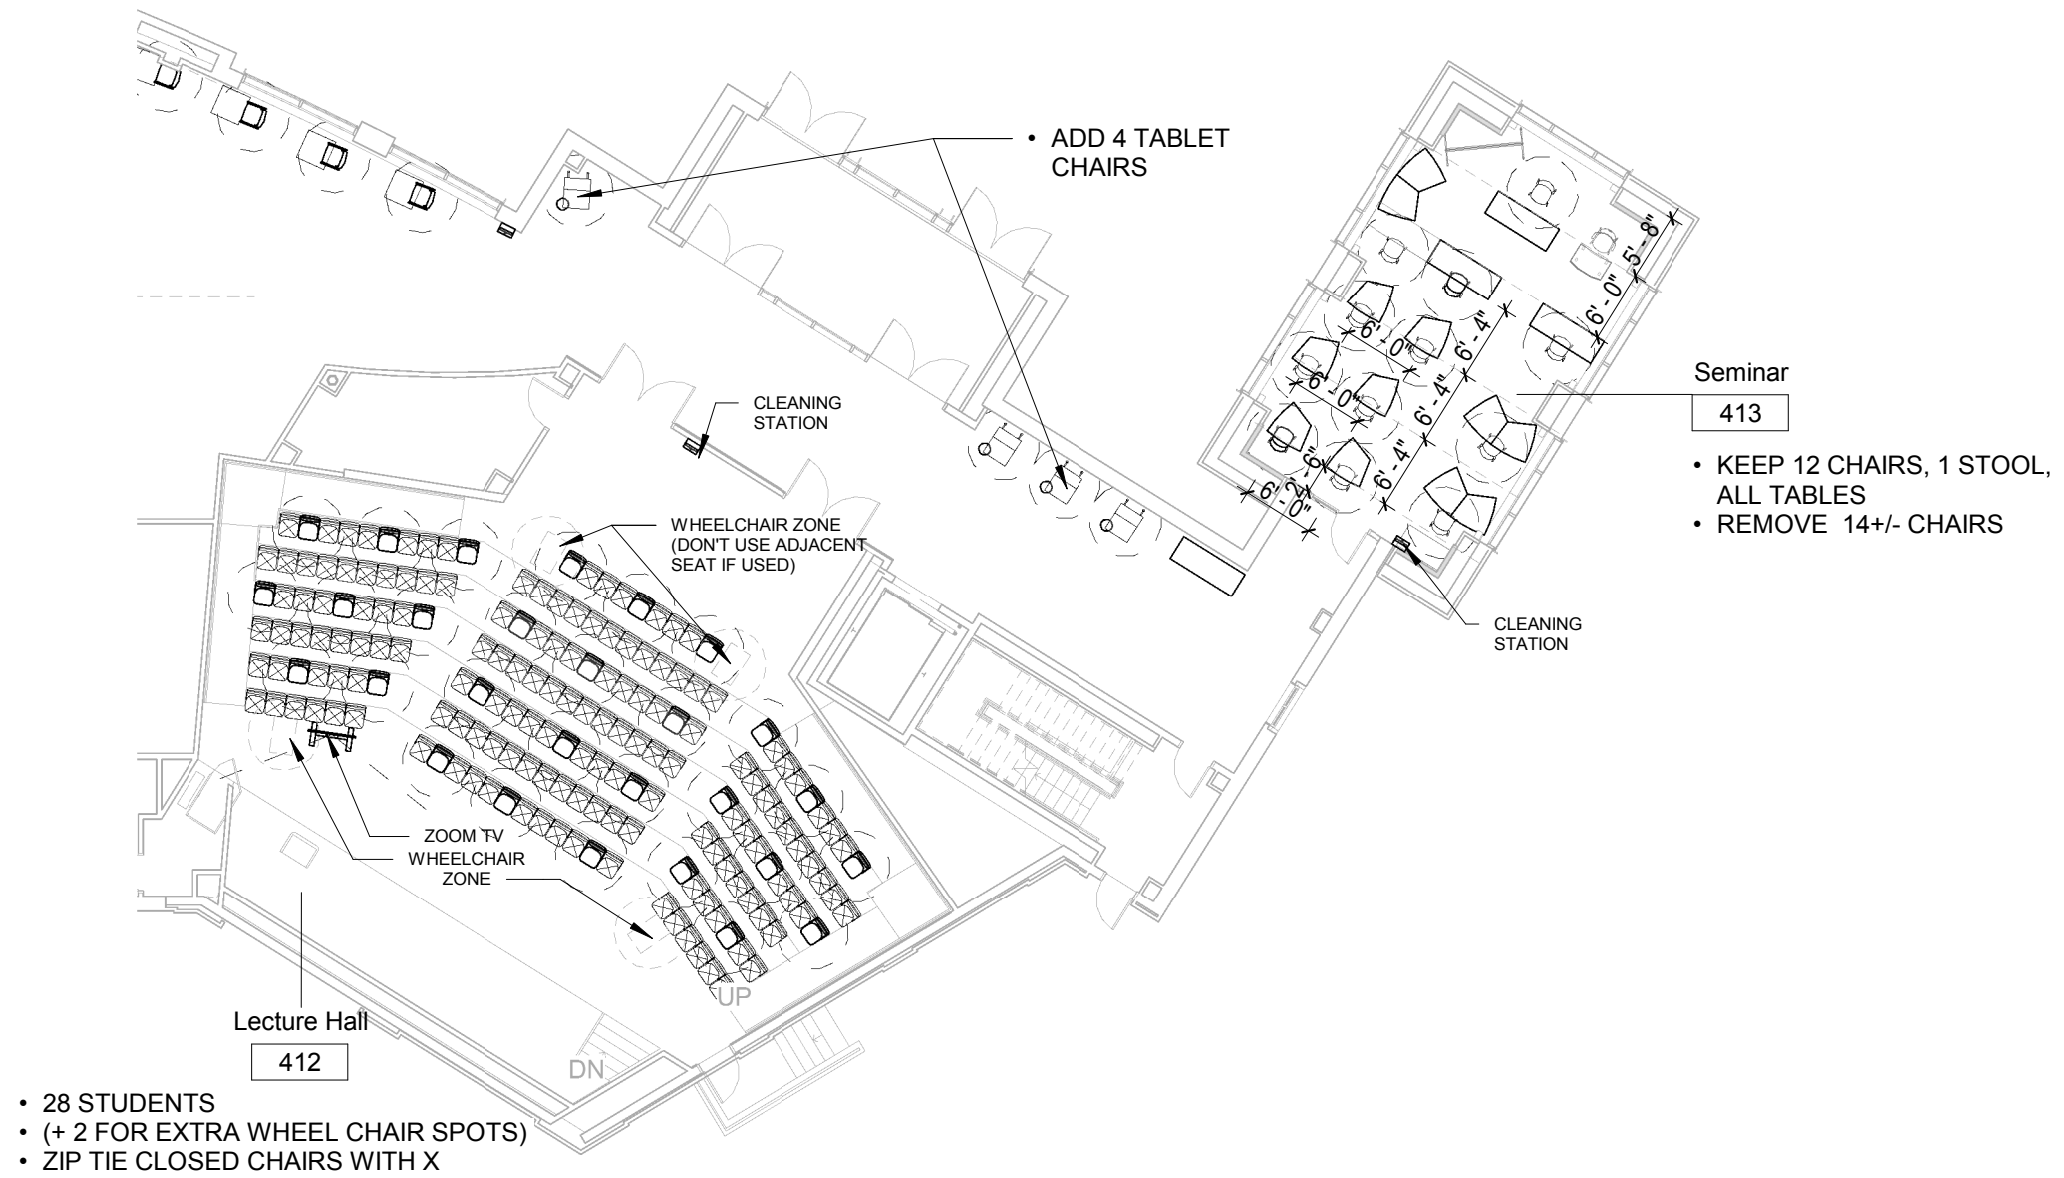 • ADD 4 TABLET
CHAIRS
5' - 8"
6' - 0"
6' - 4"
6' - 0"
6' - 4"
6' - 0"
6' - 4"
2' - 6"
6' - 0"
Seminar
413
• KEEP 12 CHAIRS, 1 STOOL,
ALL TABLES
• REMOVE 14+/- CHAIRS
CLEANING
STATION
WHEELCHAIR ZONE
(DON'T USE ADJACENT
SEAT IF USED)
CLEANING
STATION
ZOOM TV
WHEELCHAIR
ZONE
UP
DN
Lecture Hall
412
• 28 STUDENTS
• (+ 2 FOR EXTRA WHEEL CHAIR SPOTS)
• ZIP TIE CLOSED CHAIRS WITH X